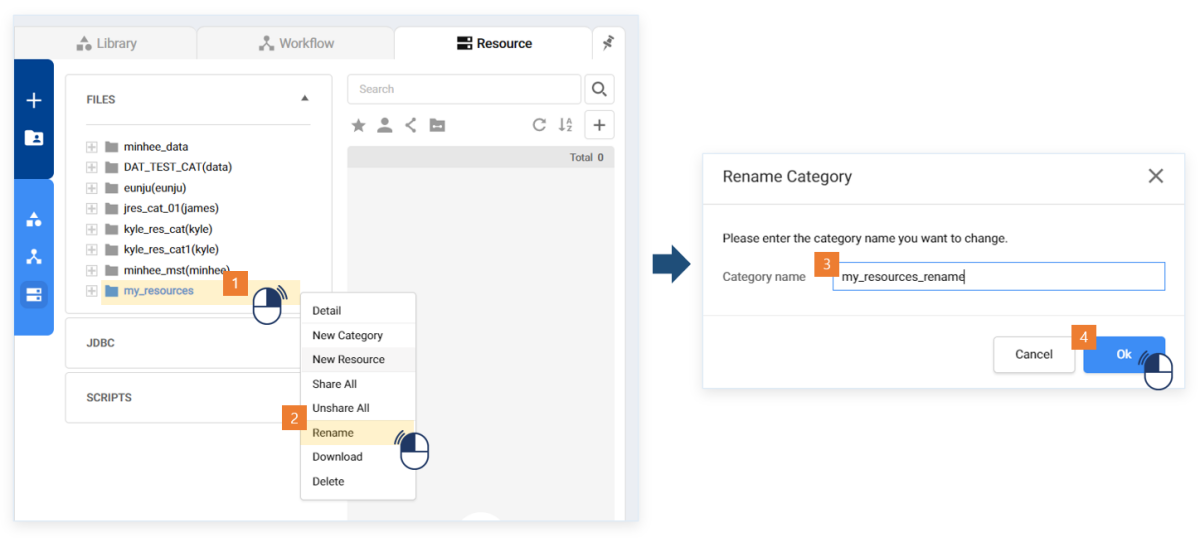 Library
Workflow
Resource
FILES
minhee_data
DAT_TEST_CAT(data)
eunju(eunju)
jres_cat_01(james)
kyle_res_cat(kyle)
kyle_res_cat1(kyle)
minhee_mst(minhee)
my_resources
1
JDBC
SCRIPTS
Search
Total 0
Detail
New Category
New Resource
Share All
Unshare All
2
Rename
Download
Delete
Rename Category
Please enter the category name you want to change.
Category name
3
my_resources_rename
Cancel
4
Ok